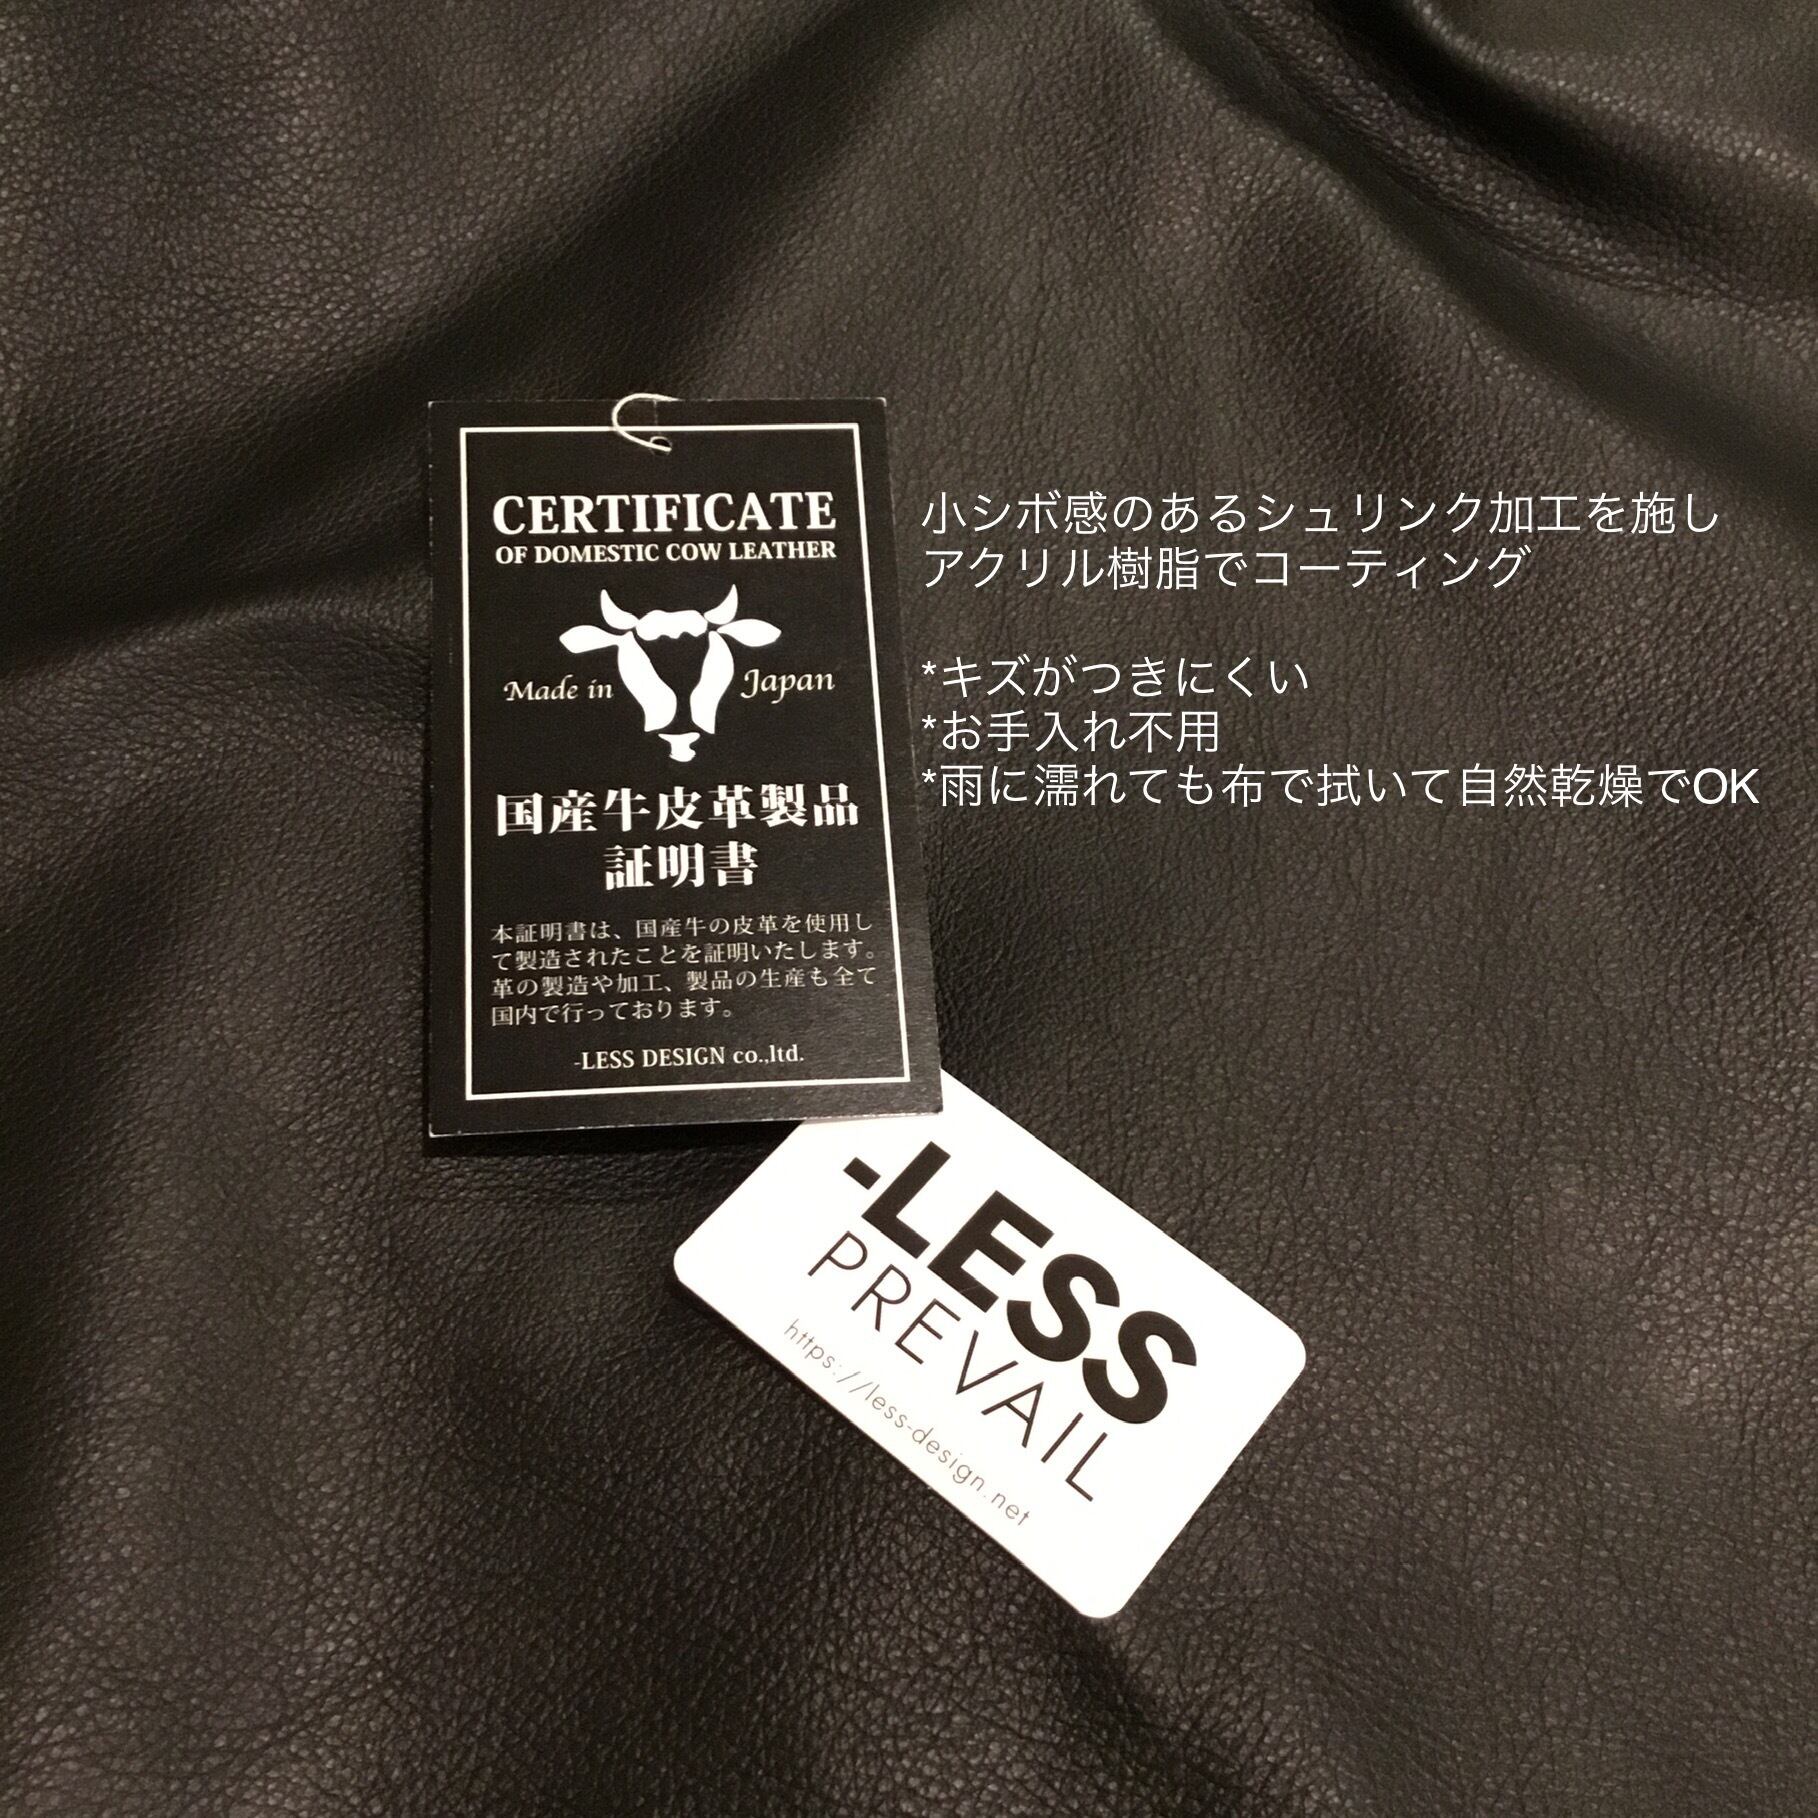 CERTIFICATE
OF DOMESTIC COW LEATHER
Made in Japan
国産牛皮革製品
証明書
本証明書は、国産牛の皮革を使用し
て製造されたことを証明いたします。
革の製造や加工、製品の生産も全て
国内で行っております。
-LESS DESIGN co.,ltd.
小シボ感のあるシュリンク加工を施し
アクリル樹脂でコーティング
*キズがつきにくい
*お手入れ不用
*雨に濡れても布で拭いて自然乾燥でOK
-LESS
PREVAIL
https://less-design.net